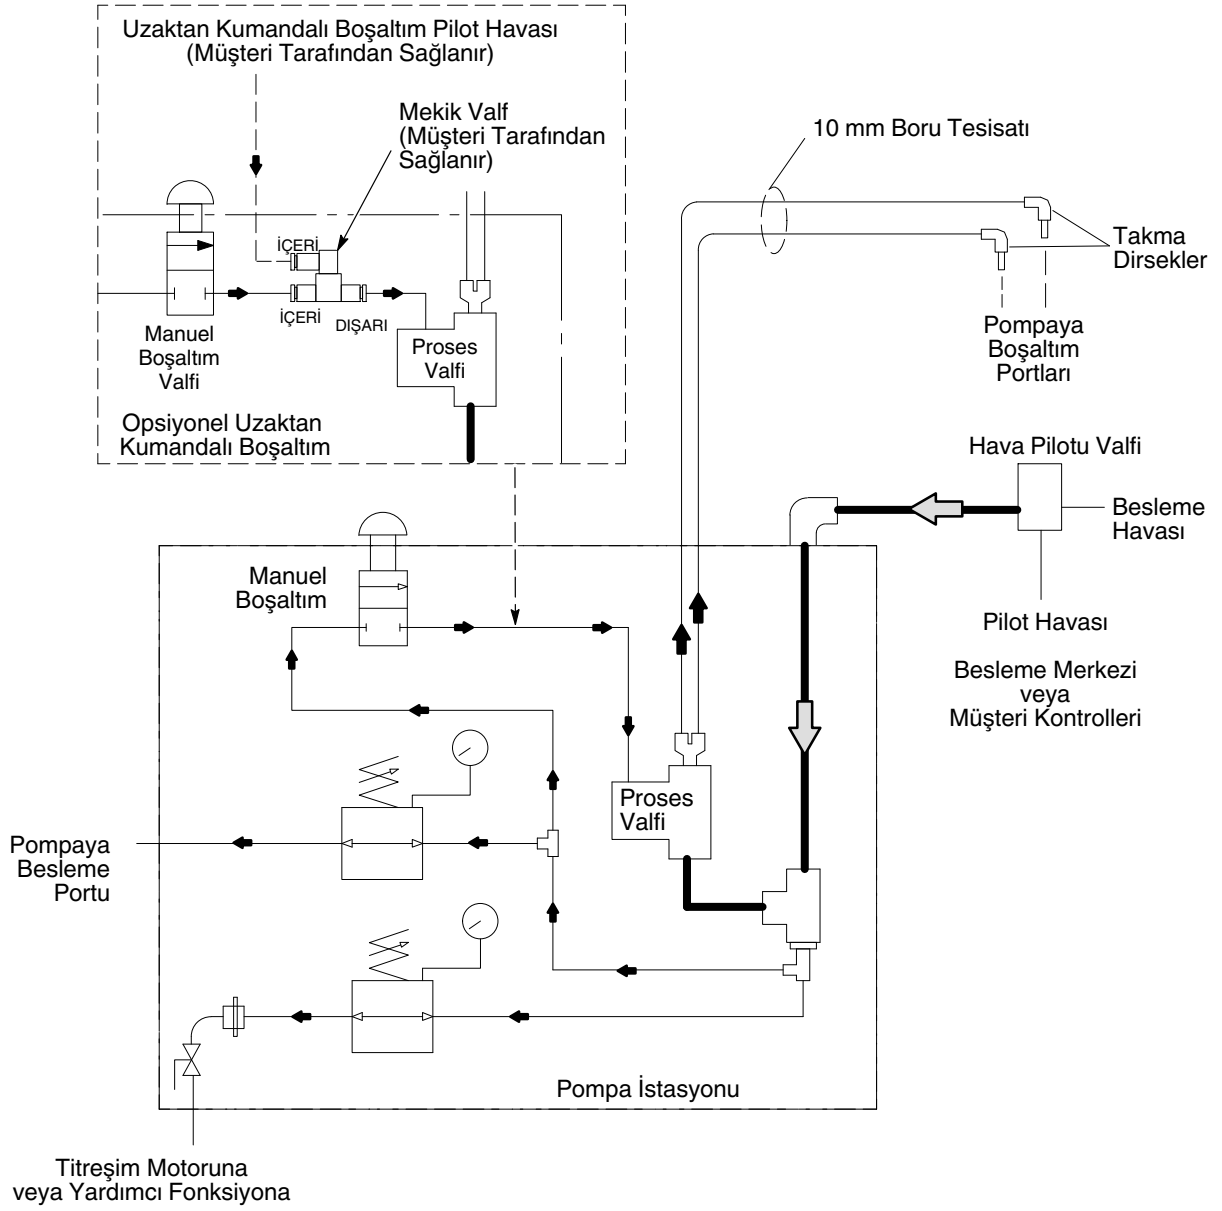 Uzaktan Kumandalı Boşaltım Pilot Havası
(Müşteri Tarafından Sağlanır)
Mekik Valf
(Müşteri Tarafından
Sağlanır)
10 mm Boru Tesisatı
İÇERİ
Takma
Dirsekler
İÇERİ
DIŞARI
Manuel
Boşaltım
Valfi
Proses
Valfi
Pompaya
Boşaltım
Portları
Opsiyonel Uzaktan
Kumandalı Boşaltım
Hava Pilotu Valfi
Besleme
Havası
Manuel
Boşaltım
Pilot Havası
Besleme Merkezi
veya
Müşteri Kontrolleri
Proses
Valfi
Pompaya
Besleme
Portu
Pompa İstasyonu
Titreşim Motoruna
veya Yardımcı Fonksiyona